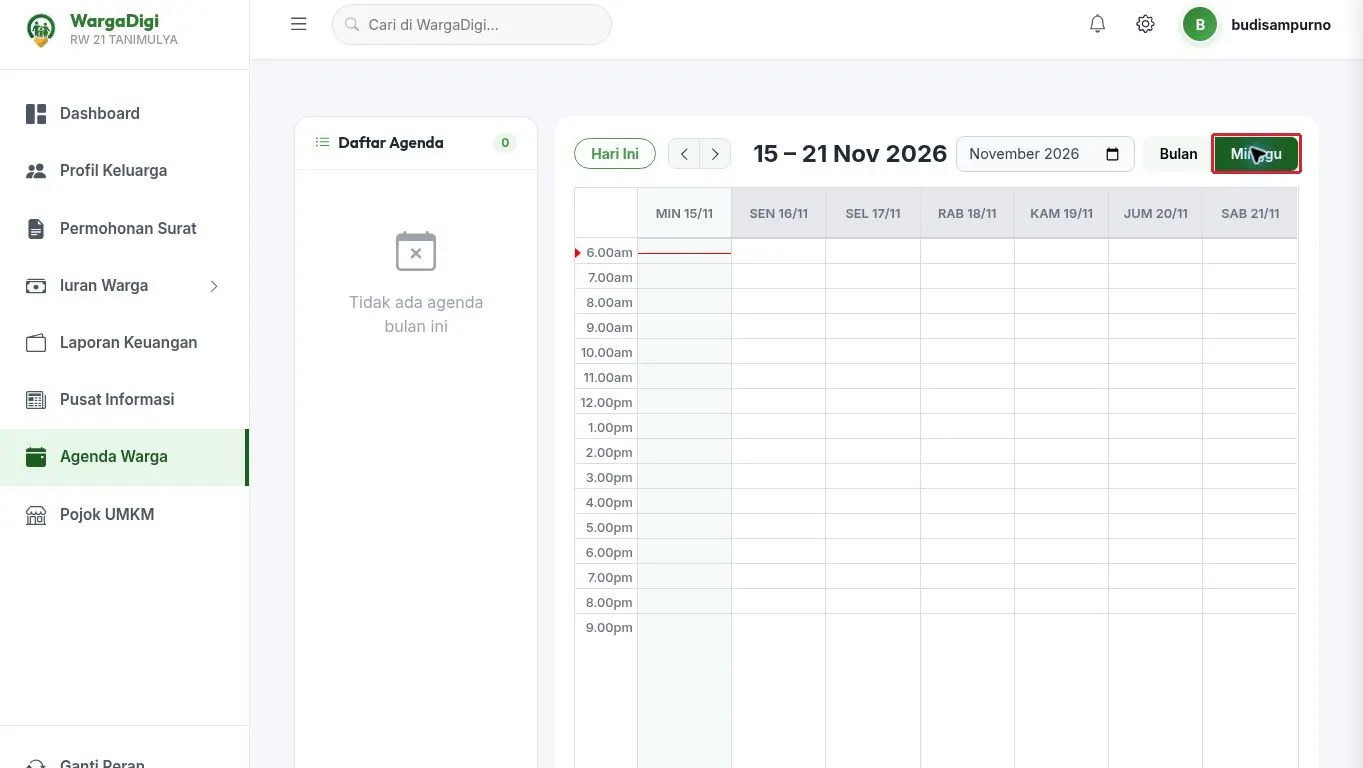 WargaDigi
RW 21 TANIMULYA
Cari di WargaDigi...
B
budisampurno
Dashboard
Profil Keluarga
Permohonan Surat
Iuran Warga
Laporan Keuangan
Pusat Informasi
Agenda Warga
Pojok UMKM
Ganti Peran
Daftar Agenda
0
Tidak ada agenda
bulan ini
Hari Ini
15 – 21 Nov 2026
November 2026
Bulan
Minggu
MIN 15/11
SEN 16/11
SEL 17/11
RAB 18/11
KAM 19/11
JUM 20/11
SAB 21/11
6.00am
7.00am
8.00am
9.00am
10.00am
11.00am
12.00pm
1.00pm
2.00pm
3.00pm
4.00pm
5.00pm
6.00pm
7.00pm
8.00pm
9.00pm